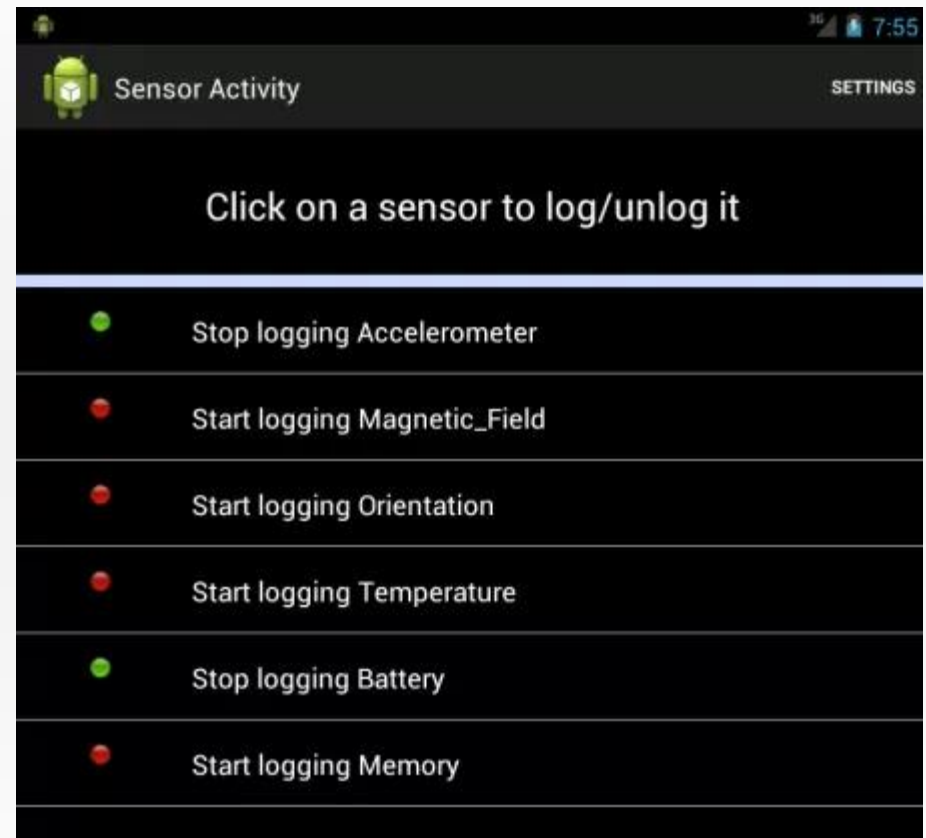 3G 7:55
Sensor Activity SETTINGS
Click on a sensor to log/unlog it
Stop logging Accelerometer
Start logging Magnetic_Field
Start logging Orientation
Start logging Temperature
Stop logging Battery
Start logging Memory